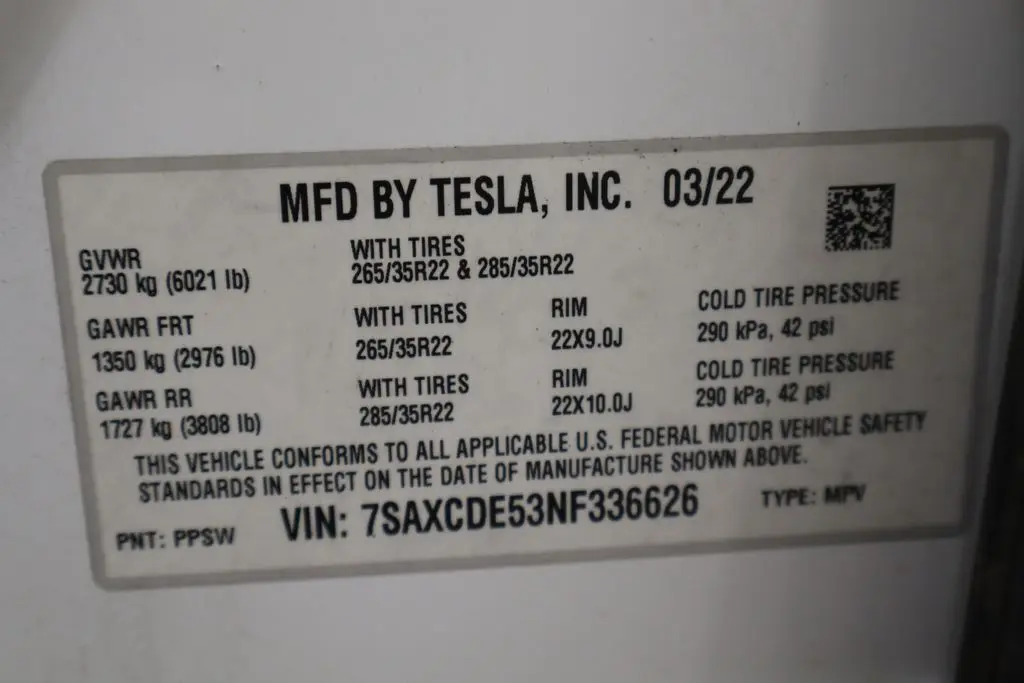 MFD BY TESLA, INC. 03/22
GVWR
2730 kg (6021 lb)
WITH TIRES
265/35R22 & 285/35R22
GAWR FRT
1350 kg (2976 lb)
WITH TIRES
265/35R22
RIM
22X9.0J
COLD TIRE PRESSURE
290 kPa, 42 psi
GAWR RR
1727 kg (3808 lb)
WITH TIRES
285/35R22
RIM
22X10.0J
COLD TIRE PRESSURE
290 kPa, 42 psi
THIS VEHICLE CONFORMS TO ALL APPLICABLE U.S. FEDERAL MOTOR VEHICLE SAFETY
STANDARDS IN EFFECT ON THE DATE OF MANUFACTURE SHOWN ABOVE.
PNT: PPSW
VIN: 7SAXCDE53NF336626
TYPE: MPV